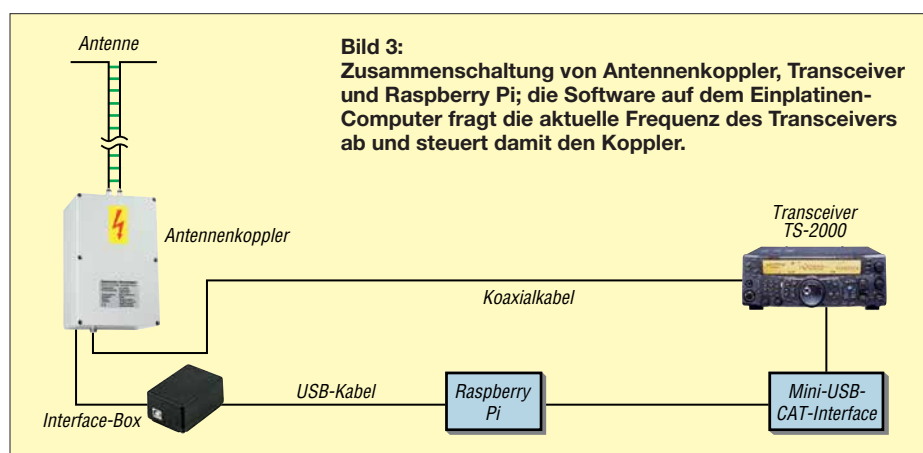 Antenne
Bild 3:
Zusammenschaltung von Antennenkoppler, Transceiver
und Raspberry Pi; die Software auf dem Einplatinen-
Computer fragt die aktuelle Frequenz des Transceivers
ab und steuert damit den Koppler.
Antennenkoppler
Transceiver
TS-2000
Koaxialkabel
Interface-Box
USB-Kabel
Raspberry
Pi
Mini-USB-
CAT-Interface